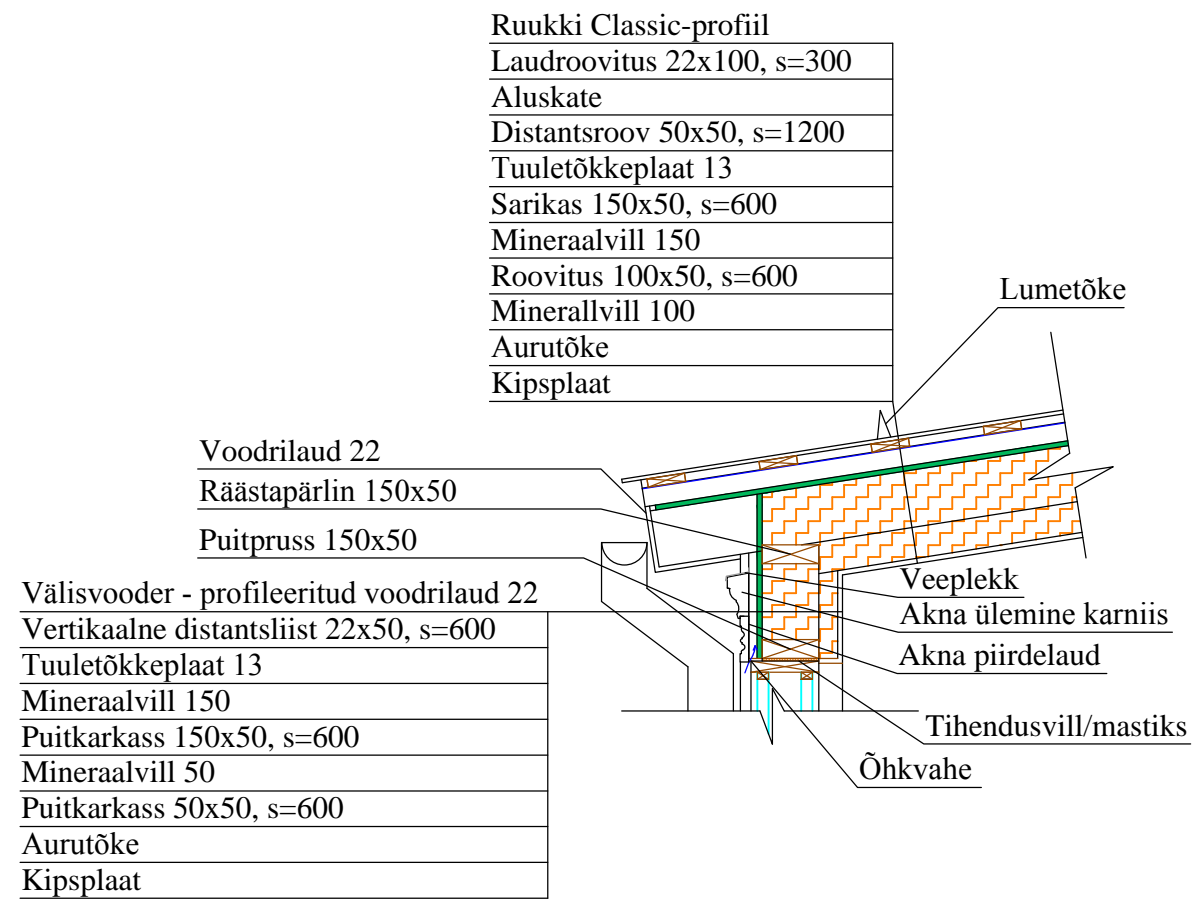 Ruukki Classic-profiil
Laudroovitus 22x100, s=300
Aluskate
Distantsroov 50x50, s=1200
Tuuletõkkeplaat 13
Sarikas 150x50, s=600
Mineraalvill 150
Roovitus 100x50, s=600
Minerallvill 100
Aurutõke
Kipsplaat
Lumetõke
Voodrilaud 22
Räästapärlin 150x50
Puitpruss 150x50
Välisvooder - profileeritud voodrilaud 22
Vertikaalne distantsliist 22x50, s=600
Tuuletõkkeplaat 13
Mineraalvill 150
Puitkarkass 150x50, s=600
Mineraalvill 50
Puitkarkass 50x50, s=600
Aurutõke
Kipsplaat
Veeplekk
Akna ülemine karniis
Akna piirdelaud
Tihendusvill/mastiks
Õhkvahe